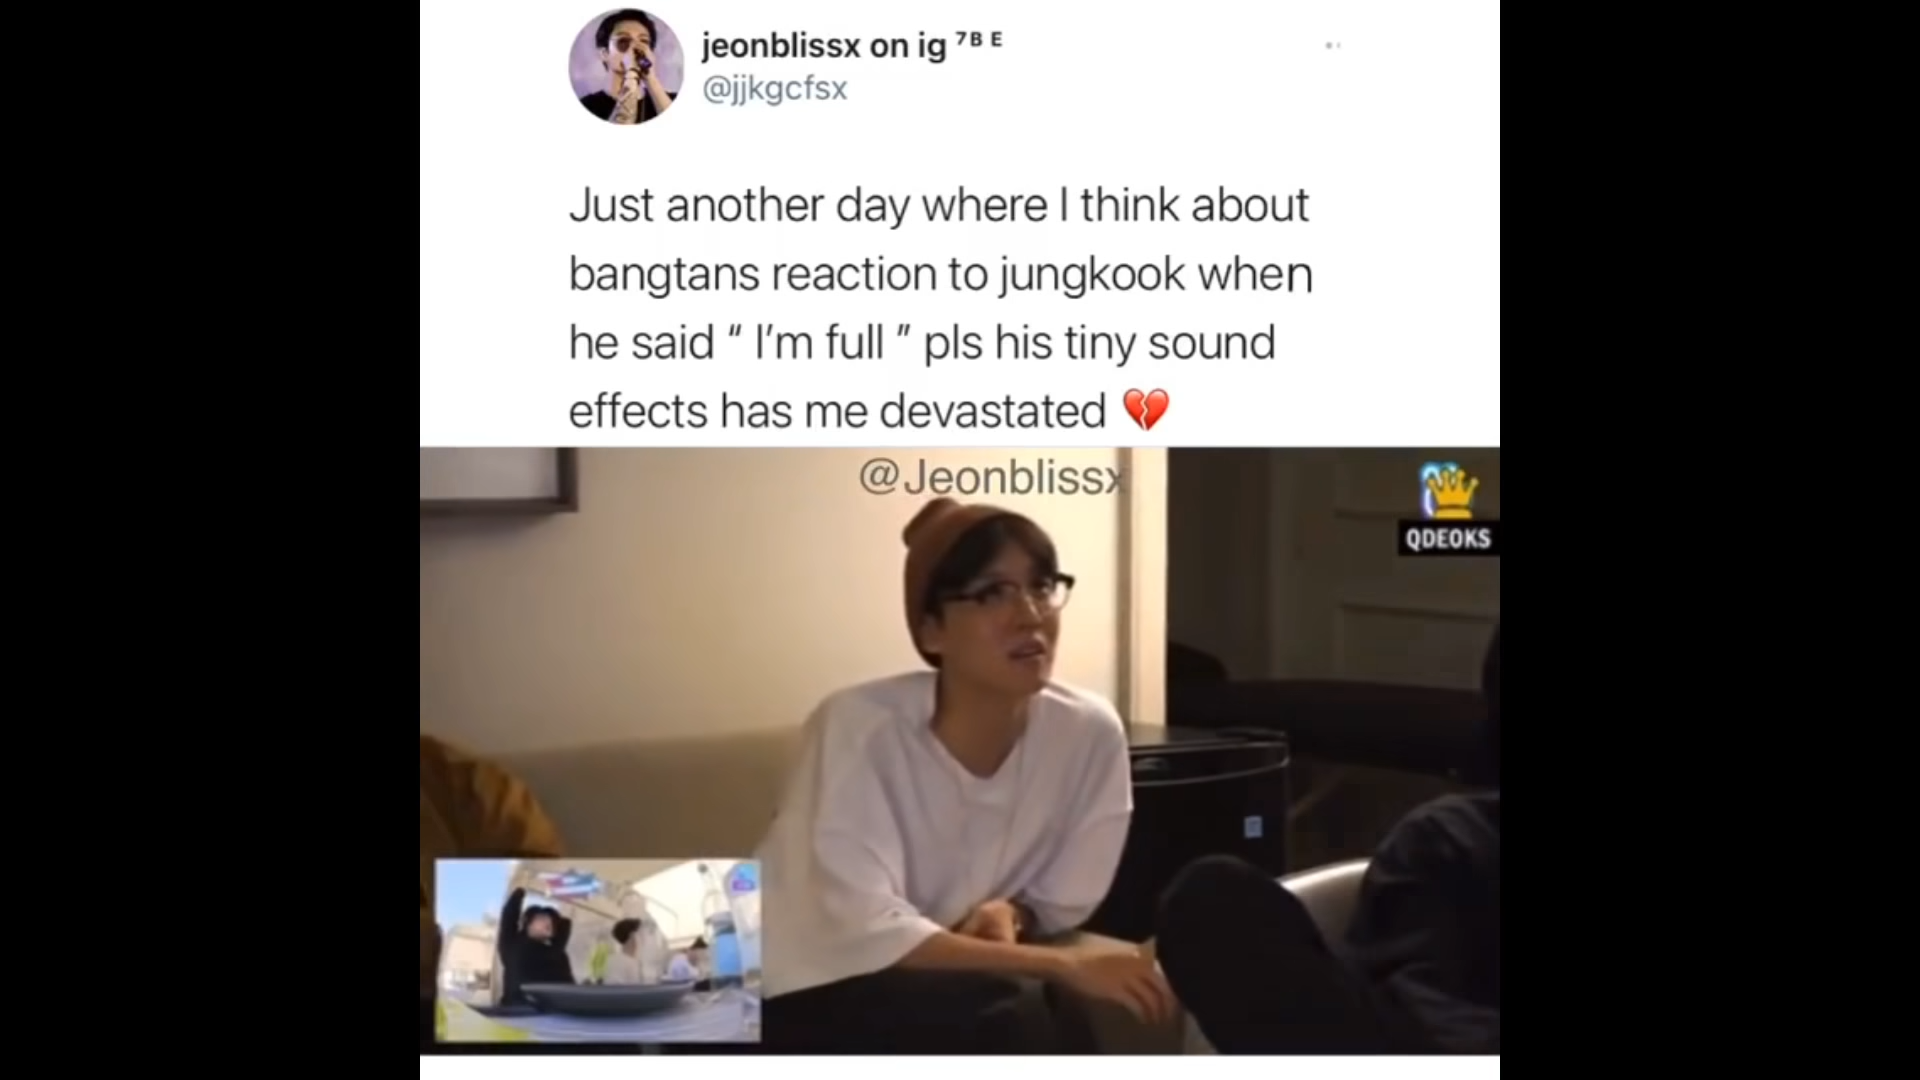 jeonblissx on ig ⁷ᴮ ᴱ
@jjkgcfsx
Just another day where I think about
bangtans reaction to jungkook when
he said “ I’m full ” pls his tiny sound
effects has me devastated 💔
@Jeonblissx
QDEOKS